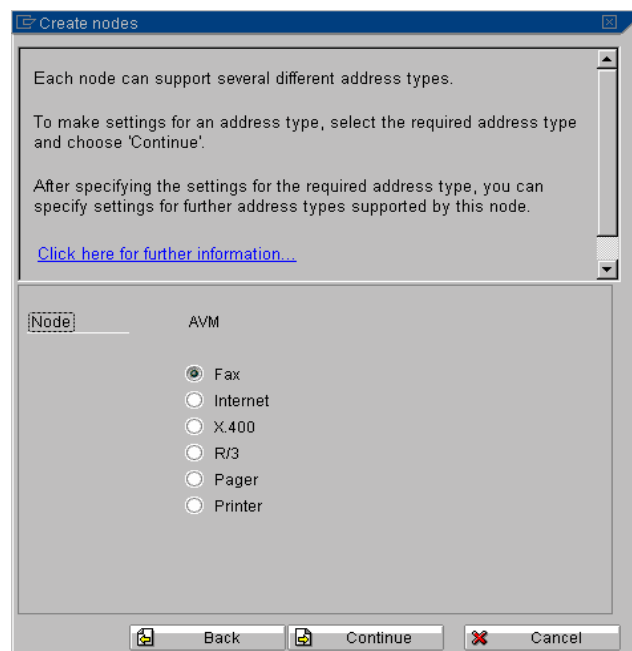 Create nodes
Each node can support several different address types.
To make settings for an address type, select the required address type
and choose 'Continue'.
After specifying the settings for the required address type, you can
specify settings for further address types supported by this node.
Click here for further information...
Node AVM
Fax
Internet
X.400
R/3
Pager
Printer
Back Continue Cancel